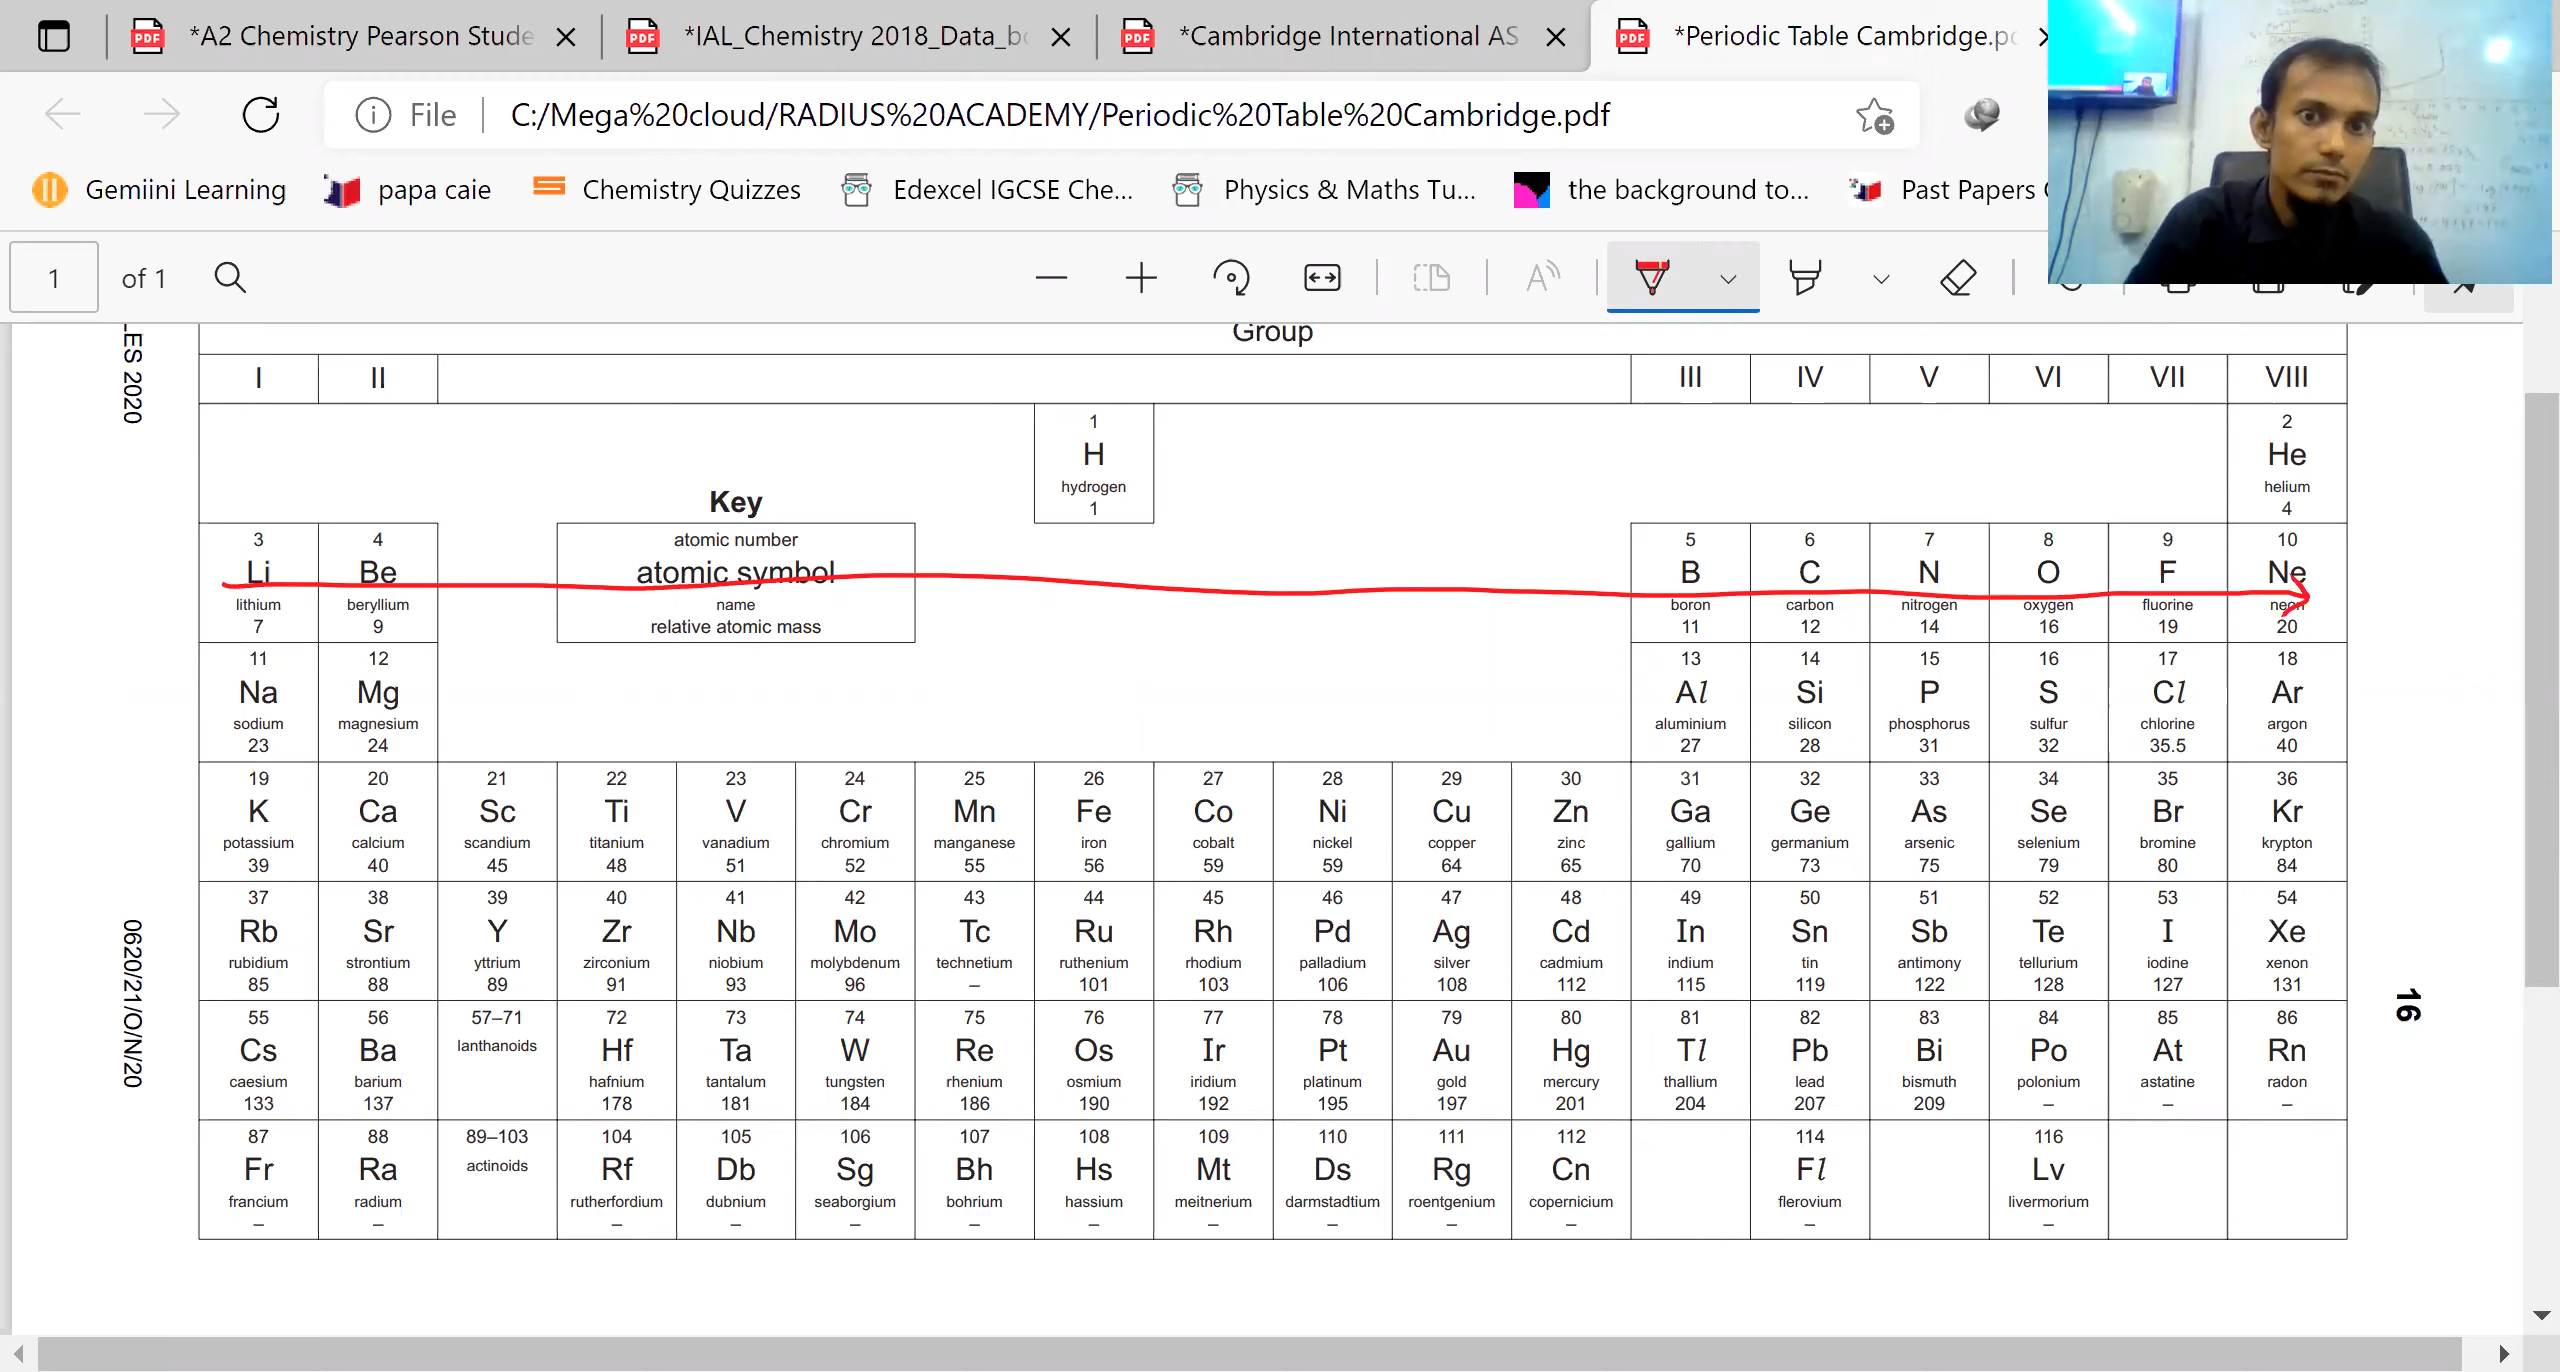 *A2 Chemistry Pearson Stude *IAL_Chemistry 2018_Data_b *Cambridge International AS *Periodic Table Cambridge.p
File C:/Mega%20cloud/RADIUS%20ACADEMY/Periodic%20Table%20Cambridge.pdf
Gemiini Learning papa caie Chemistry Quizzes Edexcel IGCSE Che... Physics & Maths Tu... the background to... Past Papers
1 of 1
Group
I II III IV V VI VII VIII
1 2
H He
hydrogen helium
1 4
Key
3 4 atomic number 5 6 7 8 9 10
Li Be atomic symbol B C N O F Ne
lithium beryllium name boron carbon nitrogen oxygen fluorine neon
7 9 relative atomic mass 11 12 14 16 19 20
11 12 13 14 15 16 17 18
Na Mg Al Si P S Cl Ar
sodium magnesium aluminium silicon phosphorus sulfur chlorine argon
23 24 27 28 31 32 35.5 40
19 20 21 22 23 24 25 26 27 28 29 30 31 32 33 34 35 36
K Ca Sc Ti V Cr Mn Fe Co Ni Cu Zn Ga Ge As Se Br Kr
potassium calcium scandium titanium vanadium chromium manganese iron cobalt nickel copper zinc gallium germanium arsenic selenium bromine krypton
39 40 45 48 51 52 55 56 59 59 64 65 70 73 75 79 80 84
37 38 39 40 41 42 43 44 45 46 47 48 49 50 51 52 53 54
Rb Sr Y Zr Nb Mo Tc Ru Rh Pd Ag Cd In Sn Sb Te I Xe
rubidium strontium yttrium zirconium niobium molybdenum technetium ruthenium rhodium palladium silver cadmium indium tin antimony tellurium iodine xenon
85 88 89 91 93 96 – 101 103 106 108 112 115 119 122 128 127 131
55 56 57–71 72 73 74 75 76 77 78 79 80 81 82 83 84 85 86
Cs Ba lanthanoids Hf Ta W Re Os Ir Pt Au Hg Tl Pb Bi Po At Rn
caesium barium hafnium tantalum tungsten rhenium osmium iridium platinum gold mercury thallium lead bismuth polonium astatine radon
133 137 178 181 184 186 190 192 195 197 201 204 207 209 – – –
87 88 89–103 104 105 106 107 108 109 110 111 112 114 116
Fr Ra actinoids Rf Db Sg Bh Hs Mt Ds Rg Cn Fl Lv
francium radium rutherfordium dubnium seaborgium bohrium hassium meitnerium darmstadtium roentgenium copernicium flerovium livermorium
– – – – – – – – – – – – –
LES 2020
0620/21/O/N/20
16